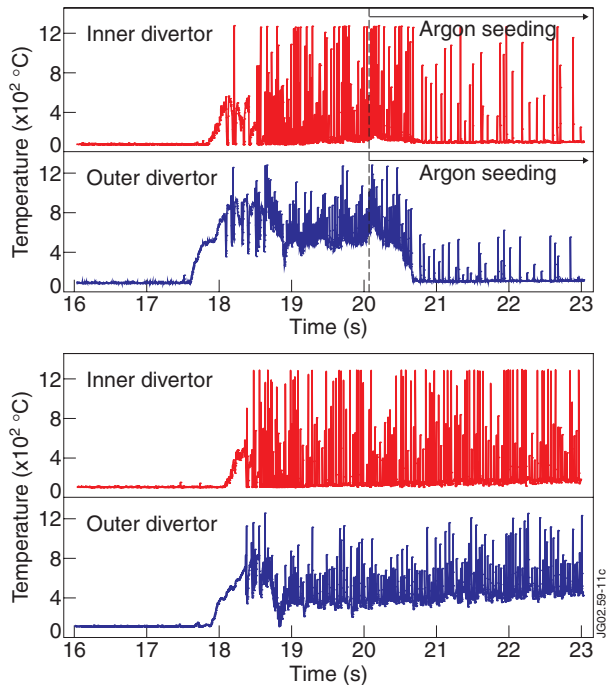 Inner divertor
Argon seeding
12
8
4
0
Outer divertor
Argon seeding
12
8
4
0
Temperature (x10² °C)
16 17 18 19 20 21 22 23
Time (s)
Inner divertor
12
8
4
0
Outer divertor
12
8
4
0
Temperature (x10² °C)
16 17 18 19 20 21 22 23
Time (s)
JG02.59-11c